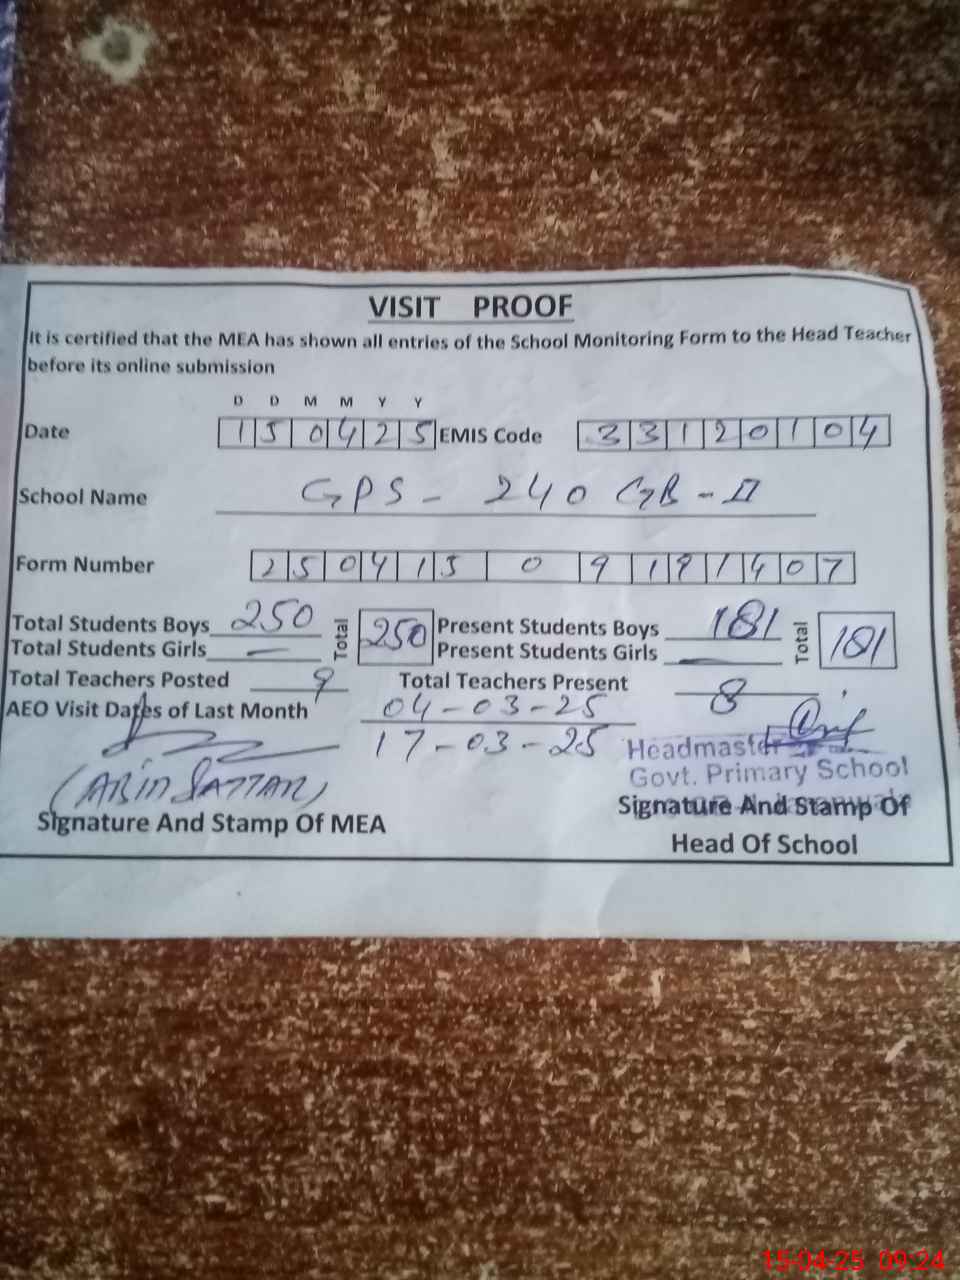 VISIT PROOF
It is certified that the MEA has shown all entries of the School Monitoring Form to the Head Teacher
before its online submission
D D M M Y Y
Date 1 5 0 4 2 5 EMIS Code 3 3 1 2 0 1 0 4
School Name GPS - 240 GB - II
Form Number 2 5 0 4 1 5 0 9 1 9 1 4 0 7
Total Students Boys 250 Total 250 Present Students Boys 181 Total 181
Total Students Girls — Present Students Girls —
Total Teachers Posted 9 Total Teachers Present 8
AEO Visit Dates of Last Month 04-03-25
17-03-25
Headmaster
Govt. Primary School
(ABID SATTAR)
Signature And Stamp Of MEA
Signature And Stamp Of
Head Of School
15-04-25 09:24